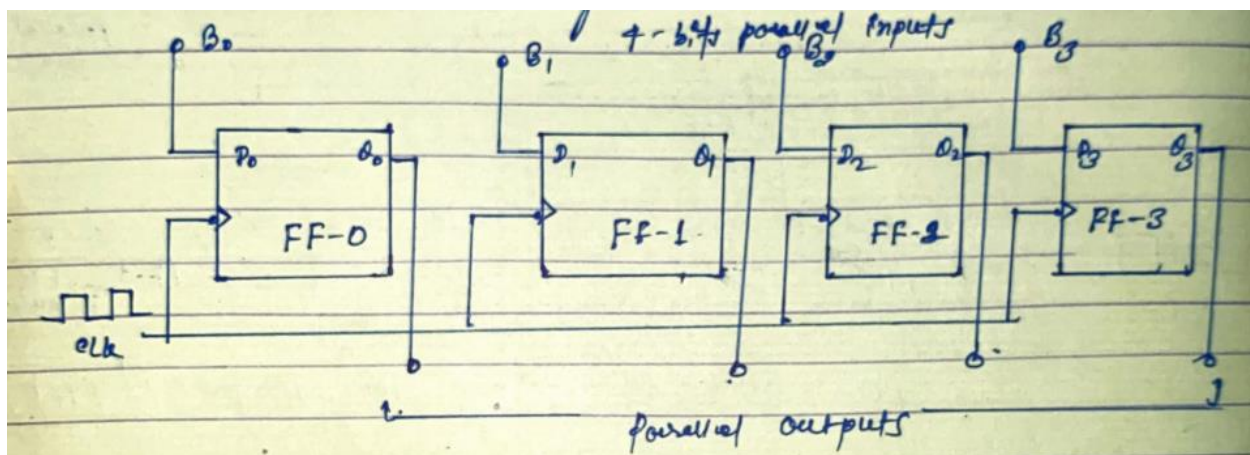 4-bits parallel inputs
B0 B1 B2 B3
D0 Q0 D1 Q1 D2 Q2 D3 Q3
FF-0 FF-1 FF-2 FF-3
CLK
Parallel outputs